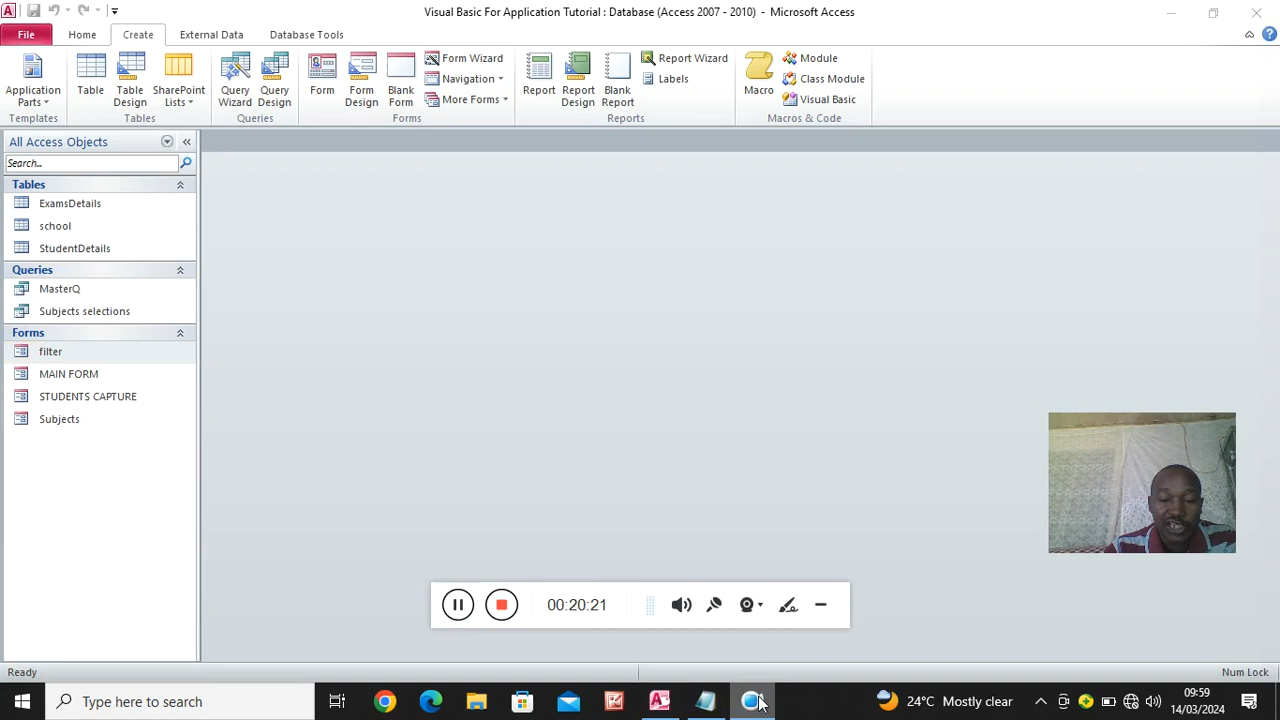 Visual Basic For Application Tutorial : Database (Access 2007 - 2010) - Microsoft Access
File Home Create External Data Database Tools
Application Parts
Table
Table Design
SharePoint Lists
Query Wizard
Query Design
Form
Form Design
Blank Form
Form Wizard
Navigation
More Forms
Report
Report Design
Blank Report
Report Wizard
Labels
Macro
Module
Class Module
Visual Basic
Templates Tables Queries Forms Reports Macros & Code
All Access Objects
Search...
Tables
ExamsDetails
school
StudentDetails
Queries
MasterQ
Subjects selections
Forms
filter
MAIN FORM
STUDENTS CAPTURE
Subjects
00:20:21
Ready Num Lock
Type here to search
24°C Mostly clear
09:59
14/03/2024